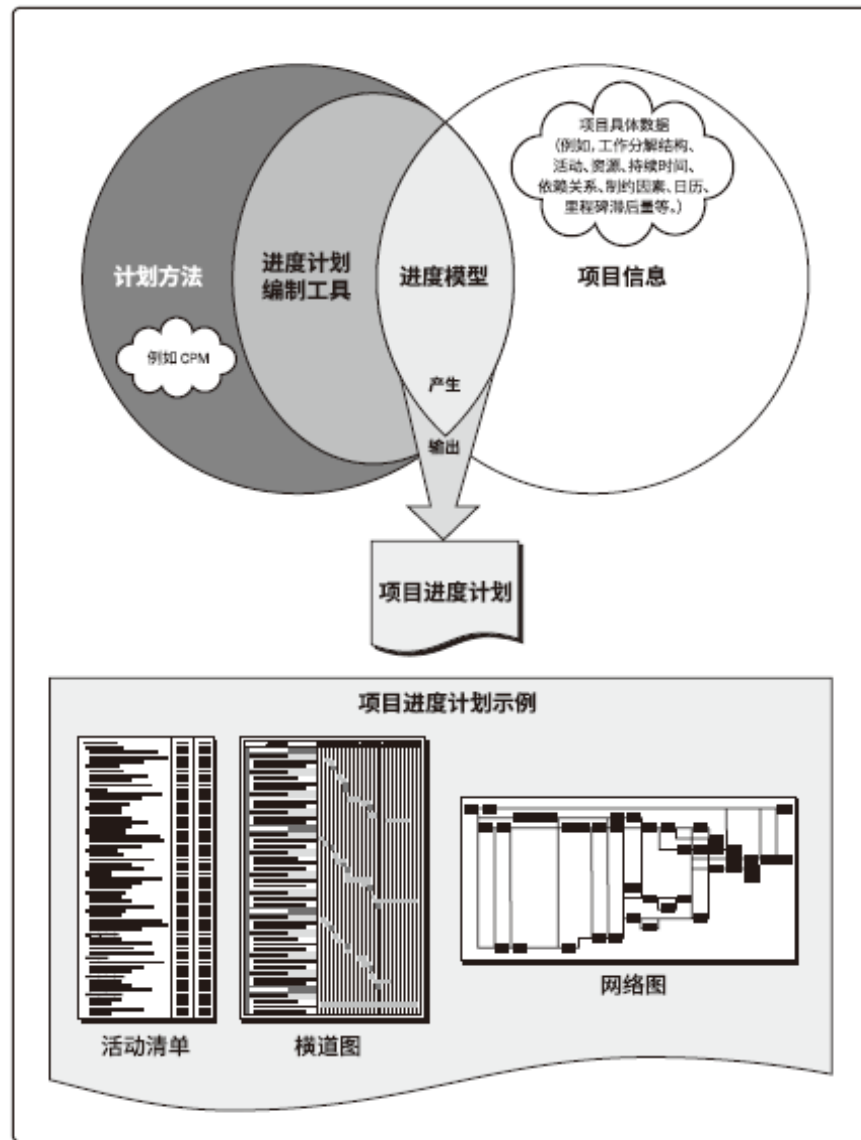 项目具体数据
(例如,工作分解结构、
活动、资源、持续时间、
依赖关系、制约因素、日历、
里程碑滞后量等。)
计划方法
进度计划
编制工具
进度模型
项目信息
例如 CPM
产生
输出
项目进度计划
项目进度计划示例
活动清单
横道图
网络图